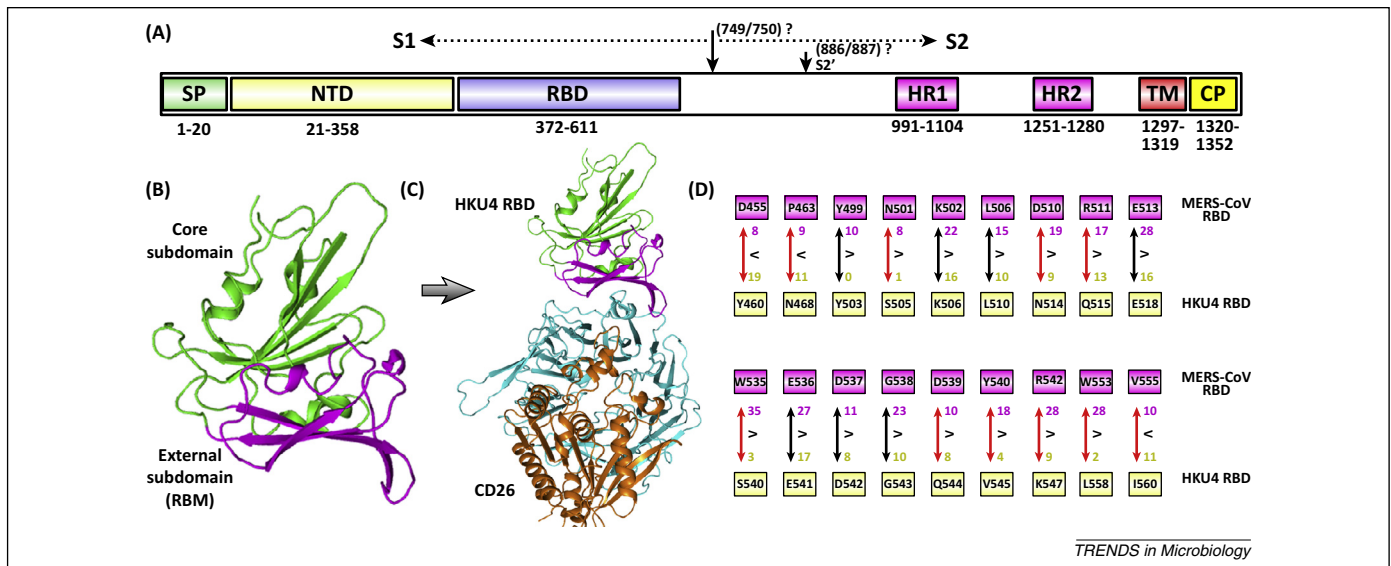 (A)
S1
(749/750) ?
S2
(886/887) ?
S2'
SP NTD RBD HR1 HR2 TM CP
1-20 21-358 372-611 991-1104 1251-1280 1297-1319 1320-1352
(B)
Core
subdomain
External
subdomain
(RBM)
(C)
HKU4 RBD
CD26
(D)
D455 P463 Y499 N501 K502 L506 D510 R511 E513 MERS-CoV RBD
8 9 10 8 22 15 19 17 28
< < > > > > > > >
19 11 0 1 16 10 9 13 16
Y460 N468 Y503 S505 K506 L510 N514 Q515 E518 HKU4 RBD
W535 E536 D537 G538 D539 Y540 R542 W553 V555 MERS-CoV RBD
35 27 11 23 10 18 28 28 10
> > > > > > > > <
3 17 8 10 8 4 9 2 11
S540 E541 D542 G543 Q544 V545 K547 L558 I560 HKU4 RBD
TRENDS in Microbiology